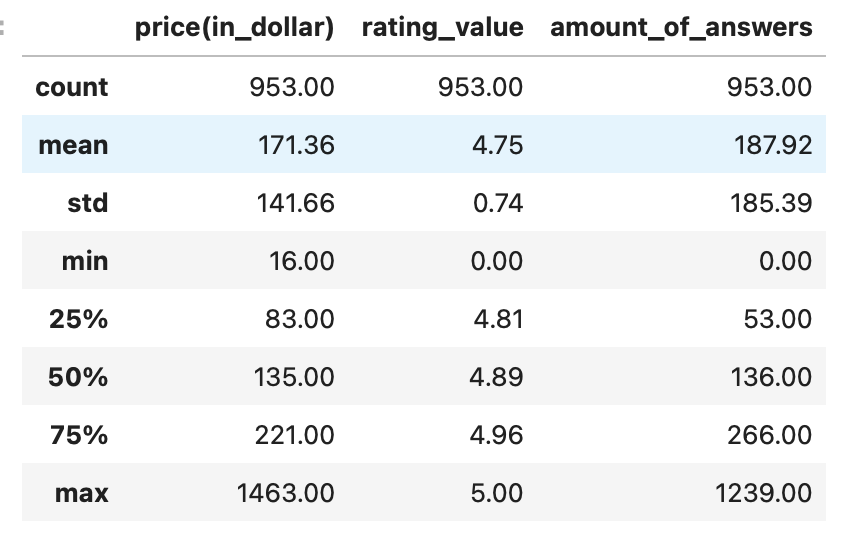 price(in_dollar) rating_value amount_of_answers
count 953.00 953.00 953.00
mean 171.36 4.75 187.92
std 141.66 0.74 185.39
min 16.00 0.00 0.00
25% 83.00 4.81 53.00
50% 135.00 4.89 136.00
75% 221.00 4.96 266.00
max 1463.00 5.00 1239.00